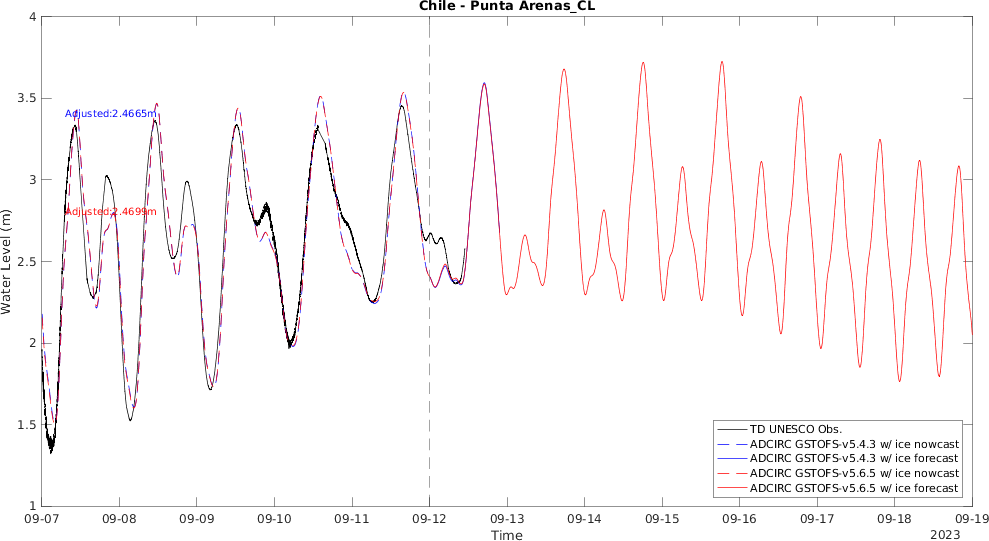 Chile - Punta Arenas_CL
4
3.5
3
2.5
2
1.5
1
Water Level (m)
Adjusted:2.4665m
Adjusted:2.4699m
TD UNESCO Obs.
ADCIRC GSTOFS-v5.4.3 w/ ice nowcast
ADCIRC GSTOFS-v5.4.3 w/ ice forecast
ADCIRC GSTOFS-v5.6.5 w/ ice nowcast
ADCIRC GSTOFS-v5.6.5 w/ ice forecast
09-07 09-08 09-09 09-10 09-11 09-12 09-13 09-14 09-15 09-16 09-17 09-18 09-19
Time
2023